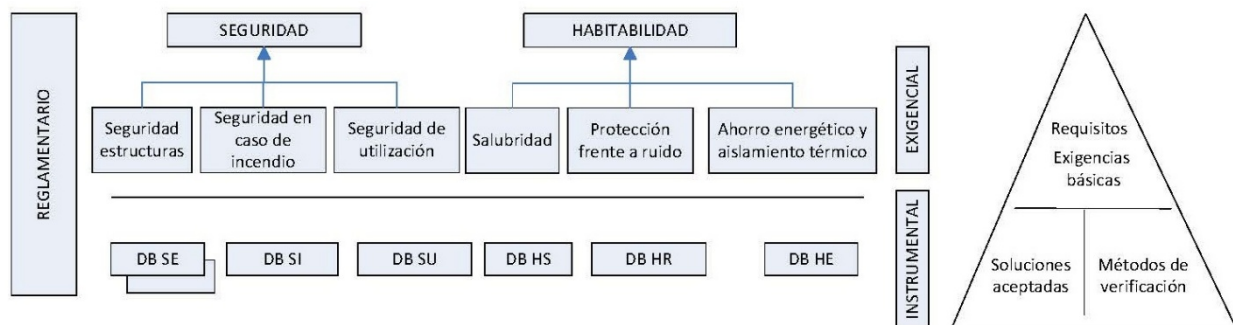 REGLAMENTARIO
SEGURIDAD
HABITABILIDAD
Seguridad
estructuras
Seguridad en
caso de
incendio
Seguridad de
utilización
Salubridad
Protección
frente a ruido
Ahorro energético y
aislamiento térmico
EXIGENCIAL
DB SE
DB SI
DB SU
DB HS
DB HR
DB HE
INSTRUMENTAL
Requisitos
Exigencias
básicas
Soluciones
aceptadas
Métodos de
verificación